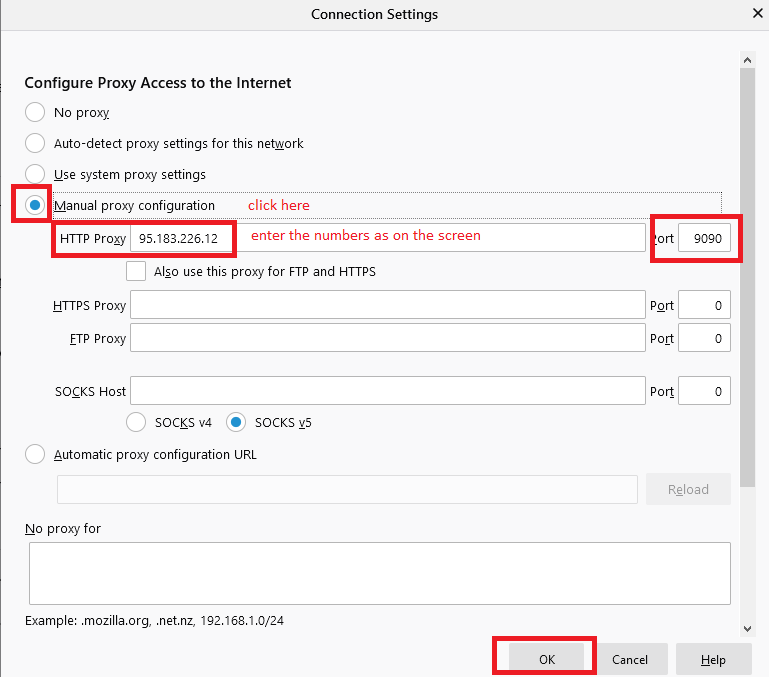 Connection Settings
Configure Proxy Access to the Internet
No proxy
Auto-detect proxy settings for this network
Use system proxy settings
Manual proxy configuration click here
HTTP Proxy 95.183.226.12 enter the numbers as on the screen Port 9090
Also use this proxy for FTP and HTTPS
HTTPS Proxy Port 0
FTP Proxy Port 0
SOCKS Host Port 0
SOCKS v4 SOCKS v5
Automatic proxy configuration URL
Reload
No proxy for
Example: .mozilla.org, .net.nz, 192.168.1.0/24
OK Cancel Help